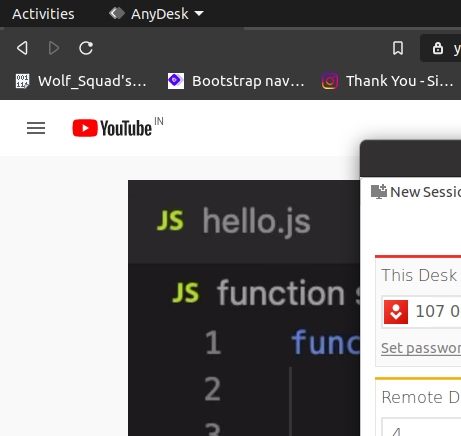 Activities AnyDesk
Wolf_Squad's... Bootstrap nav... Thank You - Si...
YouTube IN
New Sessio
JS hello.js
This Desk
JS function s
107 0
1 func
Set passwor
2
Remote D
3
4